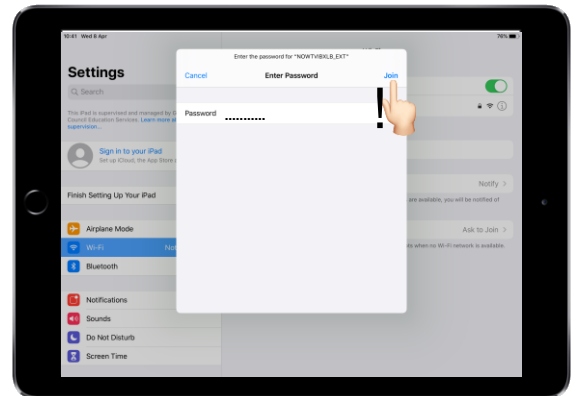 10:41 Wed 8 Apr
76%
Enter the password for "NOWTVIBXLB_EXT"
Cancel
Enter Password
Join
Password
Settings
Search
This iPad is supervised and managed by
Council Education Services. Learn more
supervision...
Sign in to your iPad
Set up iCloud, the App Store
Finish Setting Up Your iPad
Airplane Mode
Wi-Fi
Bluetooth
Notifications
Sounds
Do Not Disturb
Screen Time
Notify
are available, you will be notified of
Ask to Join
when no Wi-Fi network is available.
!